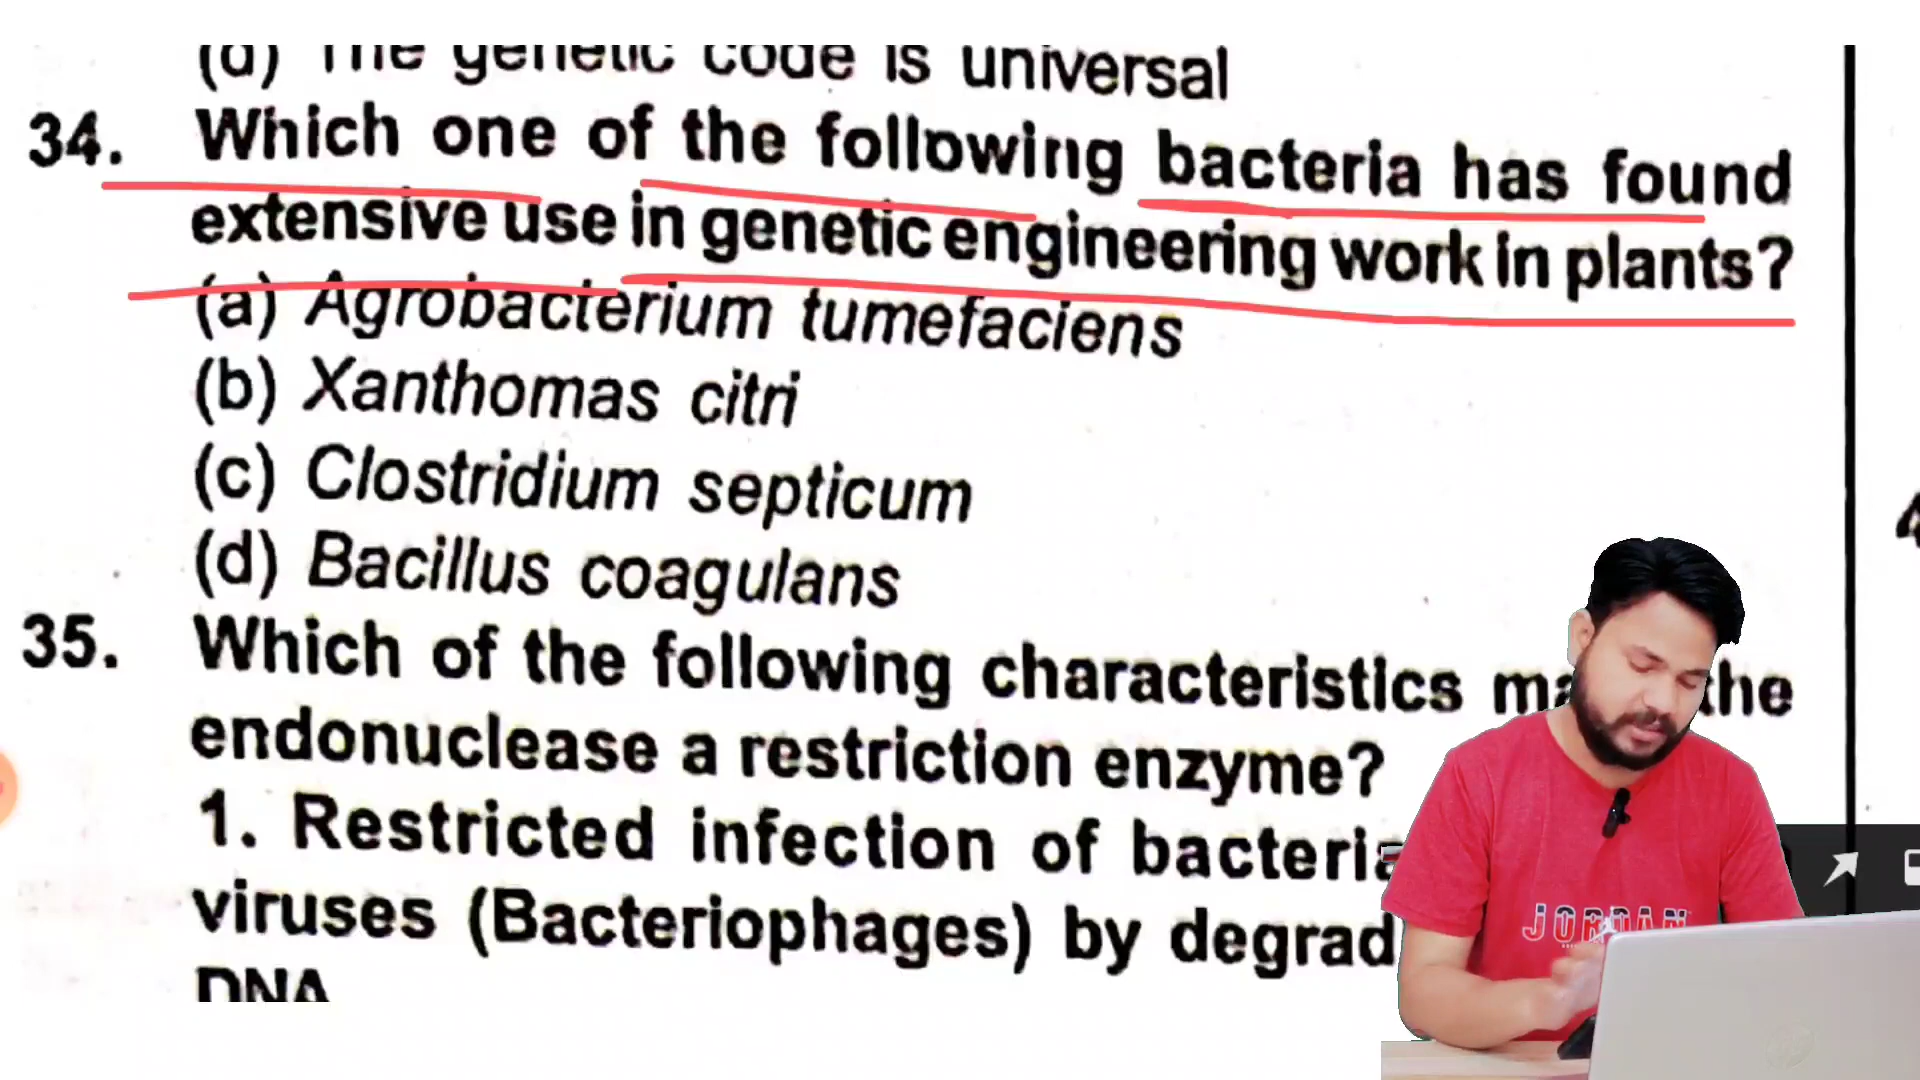 (d) The genetic code is universal
34. Which one of the following bacteria has found
extensive use in genetic engineering work in plants?
(a) Agrobacterium tumefaciens
(b) Xanthomas citri
(c) Clostridium septicum
(d) Bacillus coagulans
35. Which of the following characteristics the
endonuclease a restriction enzyme?
1. Restricted infection of
viruses (Bacteriophages) by
DNA
JORDAN